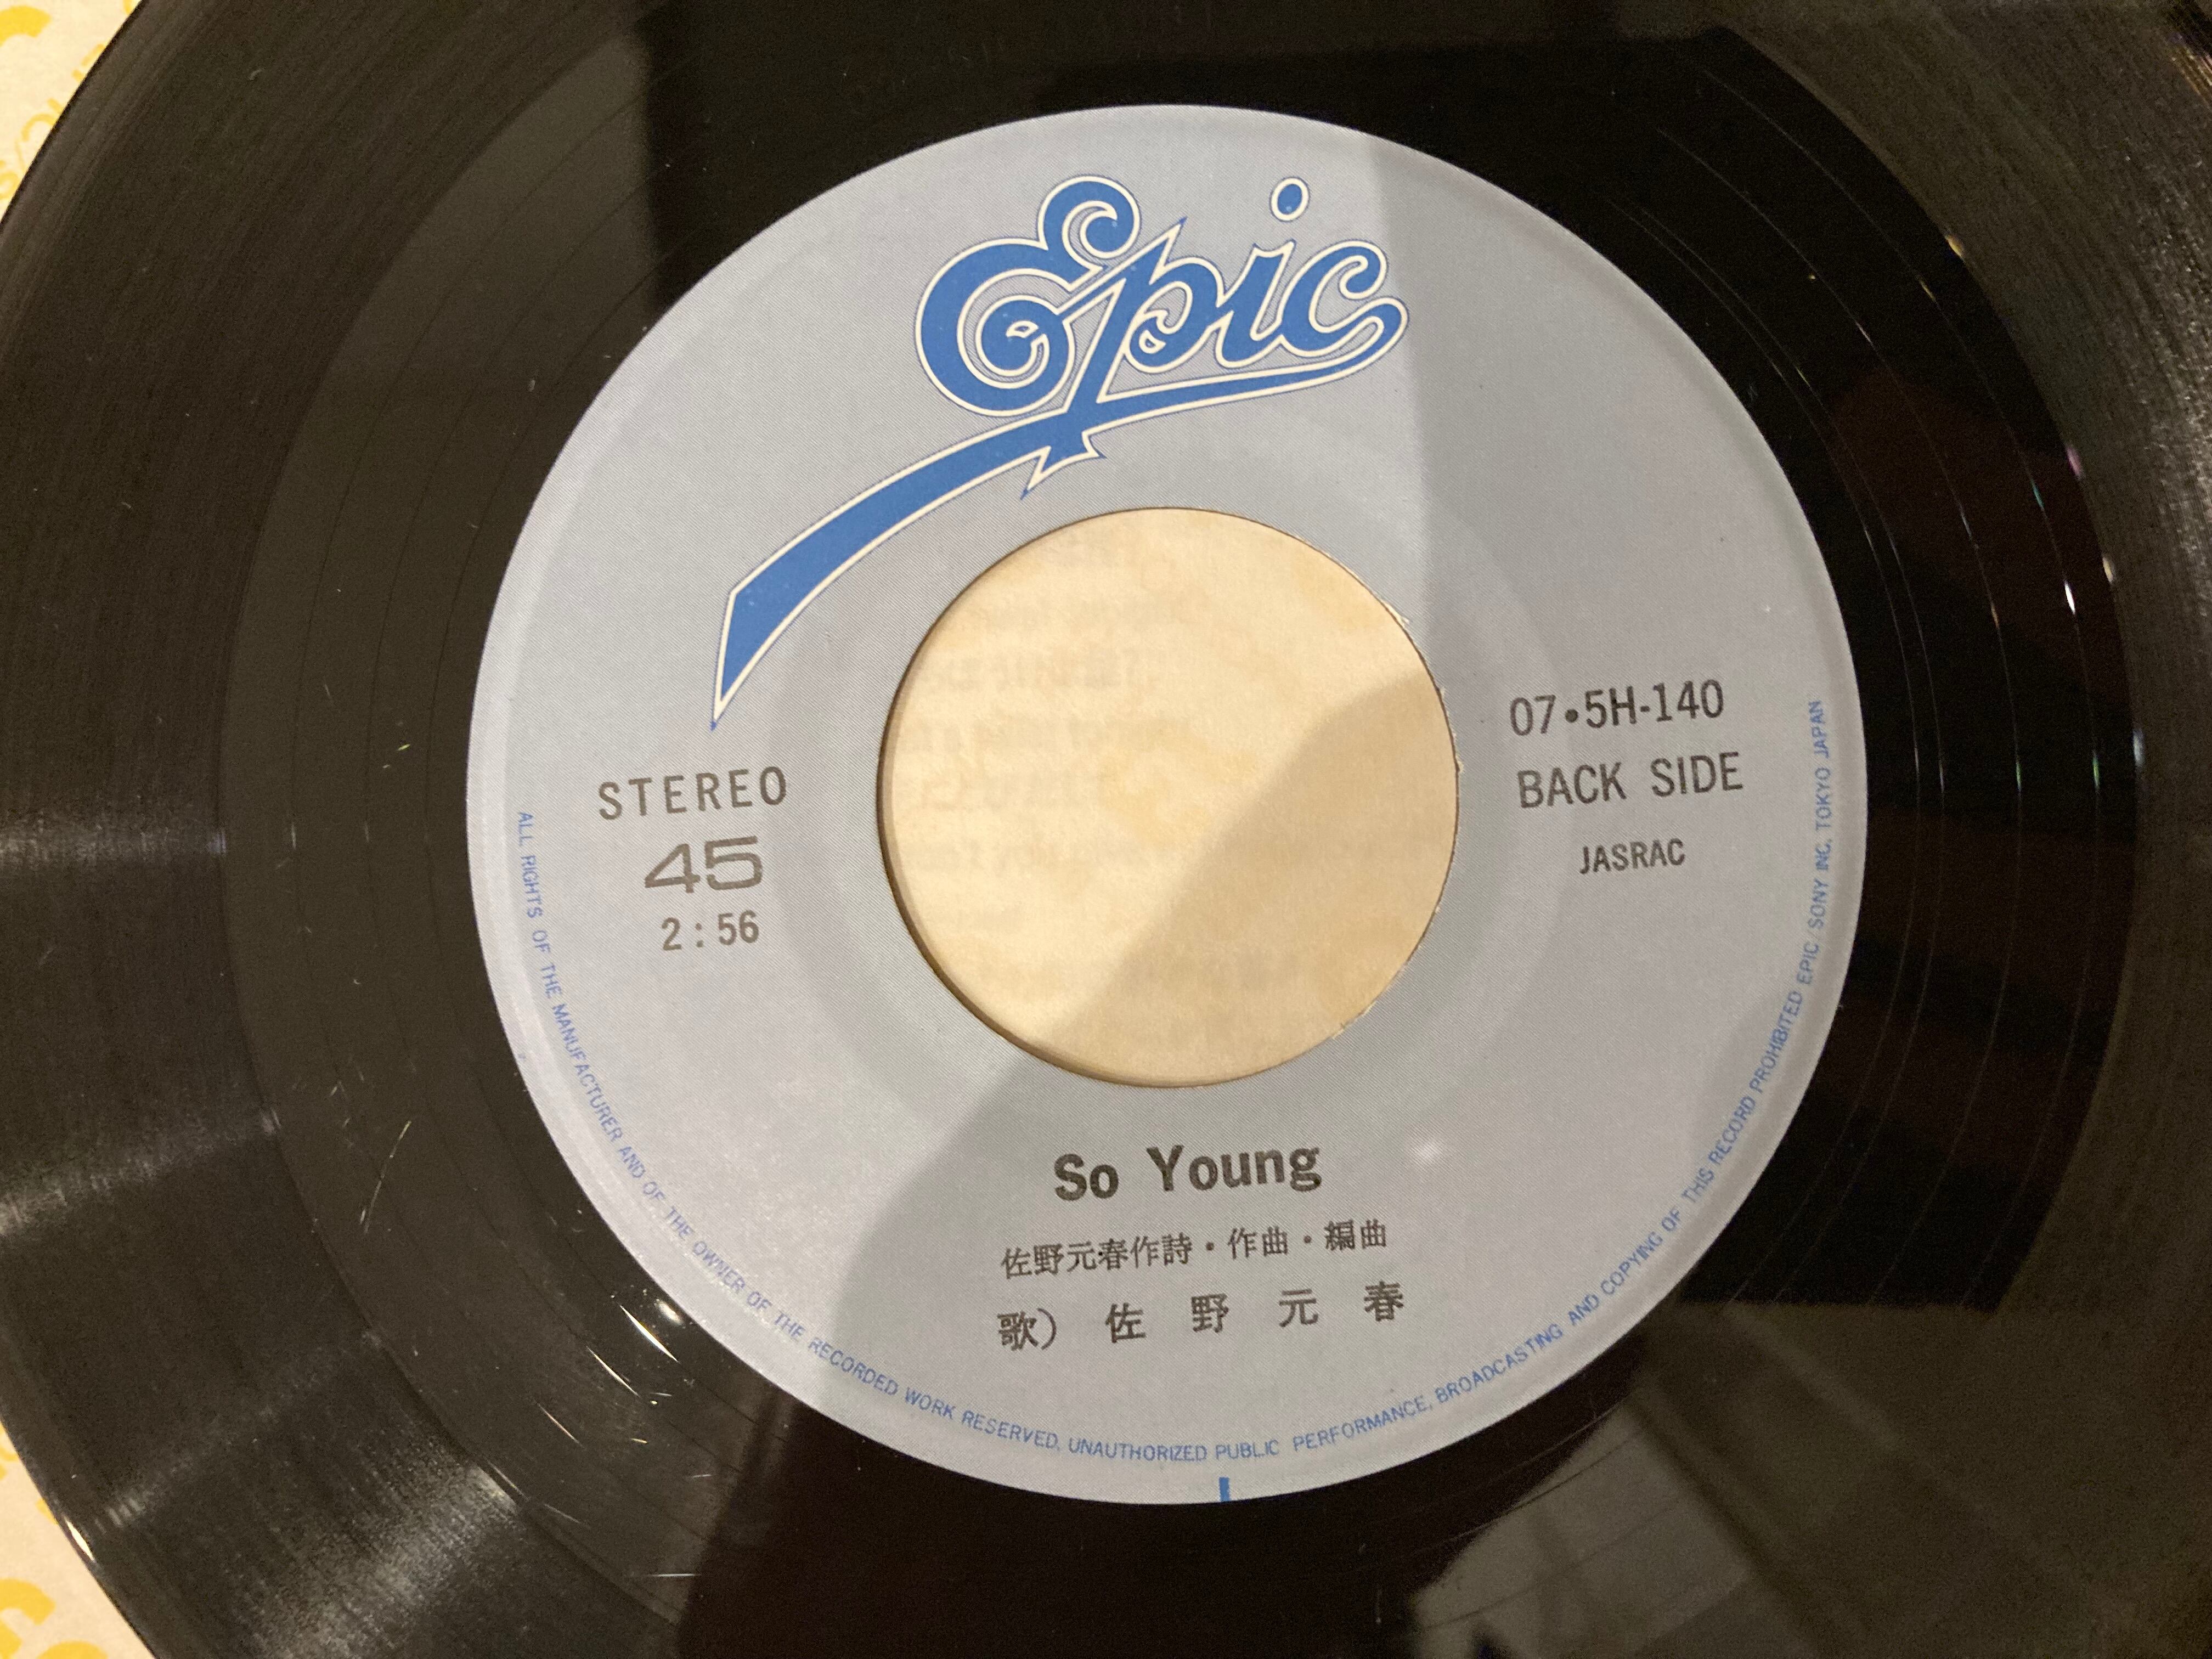 Epic
STEREO
45
2:56
07・5H-140
BACK SIDE
JASRAC
So Young
佐野元春作詩・作曲・編曲
歌） 佐 野 元 春
ALL RIGHTS OF THE MANUFACTURER AND OF THE OWNER OF THE RECORDED WORK RESERVED. UNAUTHORIZED PUBLIC PERFORMANCE, BROADCASTING AND COPYING OF THIS RECORD PROHIBITED EPIC/SONY INC. TOKYO JAPAN